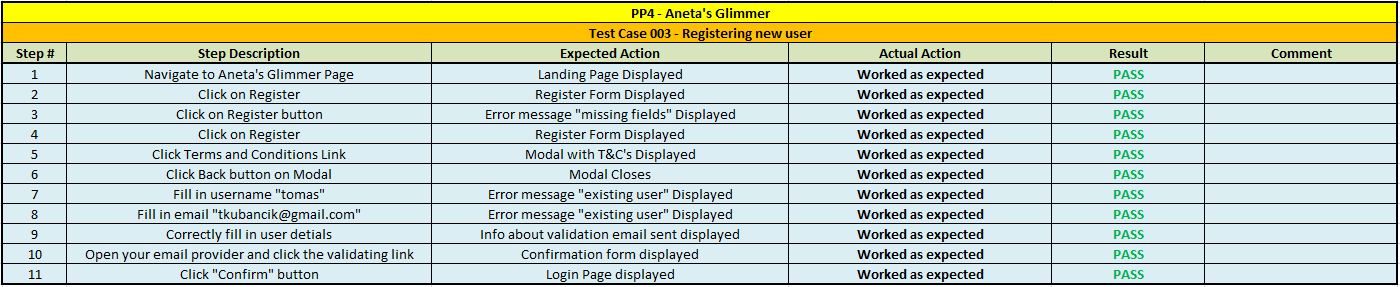 PP4 - Aneta's Glimmer
Test Case 003 - Registering new user
Step # Step Description Expected Action Actual Action Result Comment
1 Navigate to Aneta's Glimmer Page Landing Page Displayed Worked as expected PASS
2 Click on Register Register Form Displayed Worked as expected PASS
3 Click on Register button Error message "missing fields" Displayed Worked as expected PASS
4 Click on Register Register Form Displayed Worked as expected PASS
5 Click Terms and Conditions Link Modal with T&C's Displayed Worked as expected PASS
6 Click Back button on Modal Modal Closes Worked as expected PASS
7 Fill in username "tomas" Error message "existing user" Displayed Worked as expected PASS
8 Fill in email "tkubancik@gmail.com" Error message "existing user" Displayed Worked as expected PASS
9 Correctly fill in user detials Info about validation email sent displayed Worked as expected PASS
10 Open your email provider and click the validating link Confirmation form displayed Worked as expected PASS
11 Click "Confirm" button Login Page displayed Worked as expected PASS